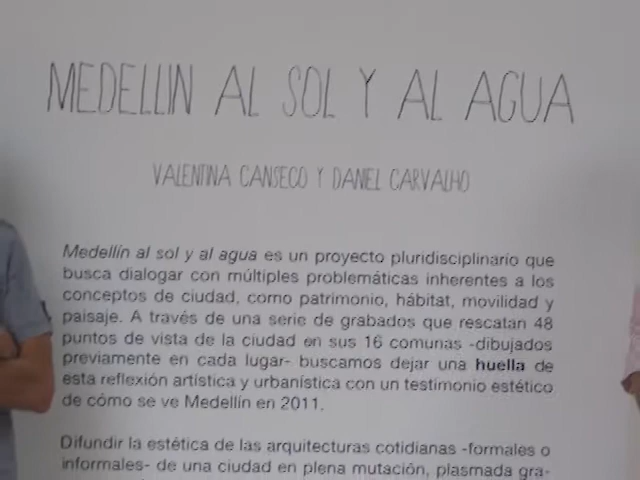 MEDELLIN AL SOL Y AL AGUA
VALENTINA CANSECO Y DANIEL CARVALHO
Medellín al sol y al agua es un proyecto pluridisciplinario que
busca dialogar con múltiples problemáticas inherentes a los
conceptos de ciudad, como patrimonio, hábitat, movilidad y
paisaje. A través de una serie de grabados que rescatan 48
puntos de vista de la ciudad en sus 16 comunas -dibujados
previamente en cada lugar- buscamos dejar una huella de
esta reflexión artística y urbanística con un testimonio estético
de cómo se ve Medellín en 2011.
Difundir la estética de las arquitecturas cotidianas -formales o
informales- de una ciudad en plena mutación, plasmada gra-